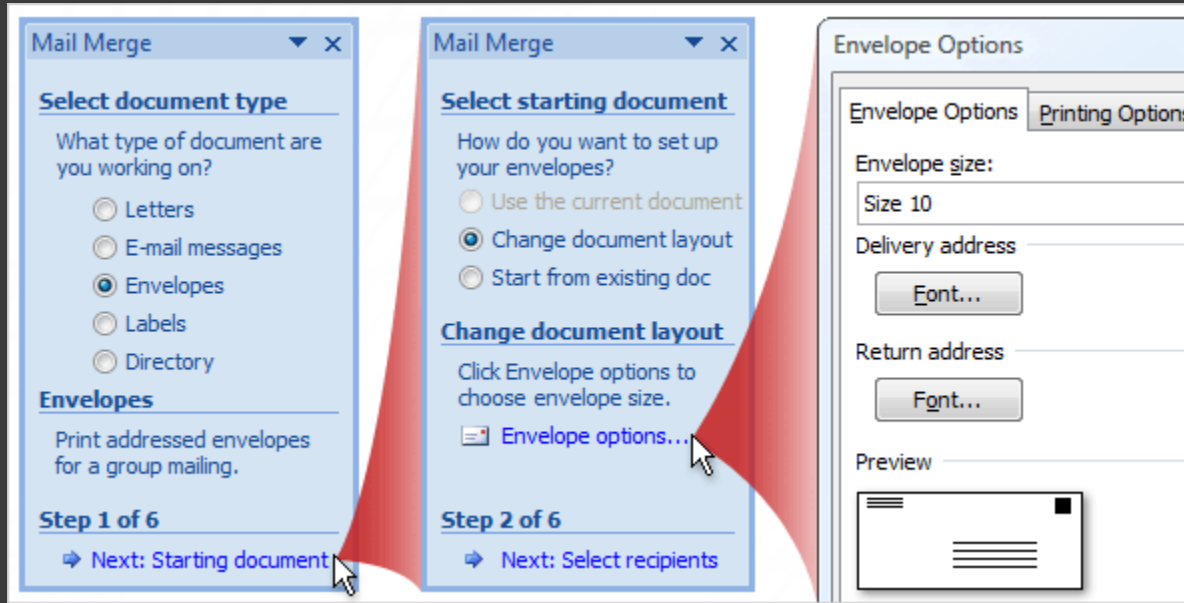 Mail Merge
Select document type
What type of document are
you working on?
Letters
E-mail messages
Envelopes
Labels
Directory
Envelopes
Print addressed envelopes
for a group mailing.
Step 1 of 6
Next: Starting document
Mail Merge
Select starting document
How do you want to set up
your envelopes?
Use the current document
Change document layout
Start from existing doc
Change document layout
Click Envelope options to
choose envelope size.
Envelope options...
Step 2 of 6
Next: Select recipients
Envelope Options
Envelope Options Printing Options
Envelope size:
Size 10
Delivery address
Font...
Return address
Font...
Preview